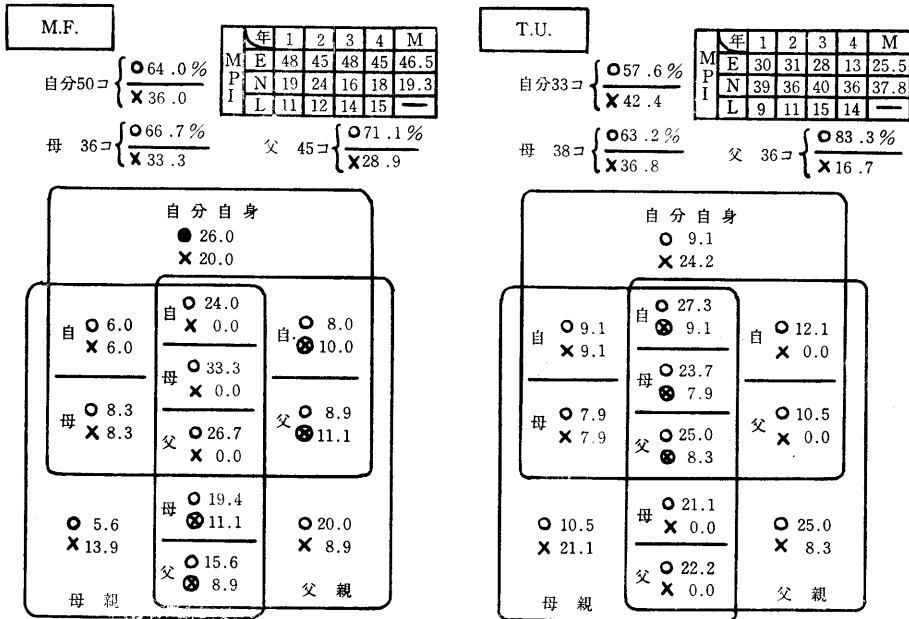 M.F.
MPI 年 1 2 3 4 M
E 48 45 48 45 46.5
N 19 24 16 18 19.3
L 11 12 14 15 —
自分50コ { ○64.0%
×36.0
母 36コ { ○66.7%
×33.3
父 45コ { ○71.1%
×28.9
自分自身
● 26.0
× 20.0
自 ○ 6.0
× 6.0
母 ○ 8.3
× 8.3
自 ○ 24.0
× 0.0
母 ○ 33.3
× 0.0
父 ○ 26.7
× 0.0
自. ○ 8.0
⊗ 10.0
父 ○ 8.9
⊗ 11.1
○ 5.6
× 13.9
母親
母 ○ 19.4
⊗ 11.1
父 ○ 15.6
⊗ 8.9
○ 20.0
× 8.9
父親
T.U.
MPI 年 1 2 3 4 M
E 30 31 28 13 25.5
N 39 36 40 36 37.8
L 9 11 15 14 —
自分33コ { ○57.6%
×42.4
母 38コ { ○63.2%
×36.8
父 36コ { ○83.3%
×16.7
自分自身
○ 9.1
× 24.2
自 ○ 9.1
× 9.1
母 ○ 7.9
× 7.9
自 ○ 27.3
⊗ 9.1
母 ○ 23.7
⊗ 7.9
父 ○ 25.0
⊗ 8.3
自 ○ 12.1
× 0.0
父 ○ 10.5
× 0.0
○ 10.5
× 21.1
母親
母 ○ 21.1
× 0.0
父 ○ 22.2
× 0.0
○ 25.0
× 8.3
父親